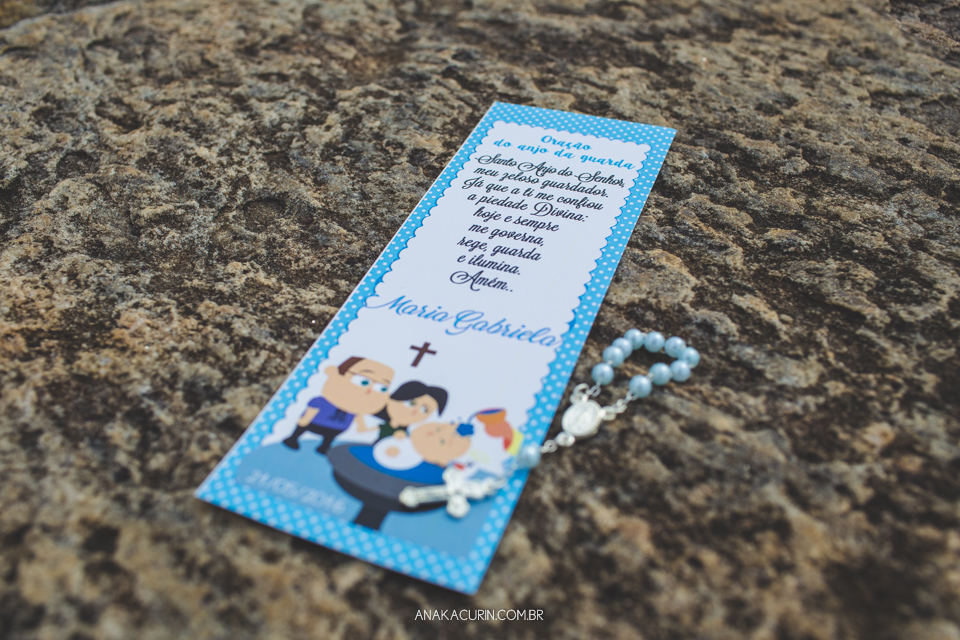 Oração
do anjo da guarda
Santo Anjo do Senhor,
meu zeloso guardador.
Já que a ti me confiou
a piedade Divina:
hoje e sempre
me governa,
rege, guarda
e ilumina.
Amém..
Maria Gabriela
ANAKACURIN.COM.BR